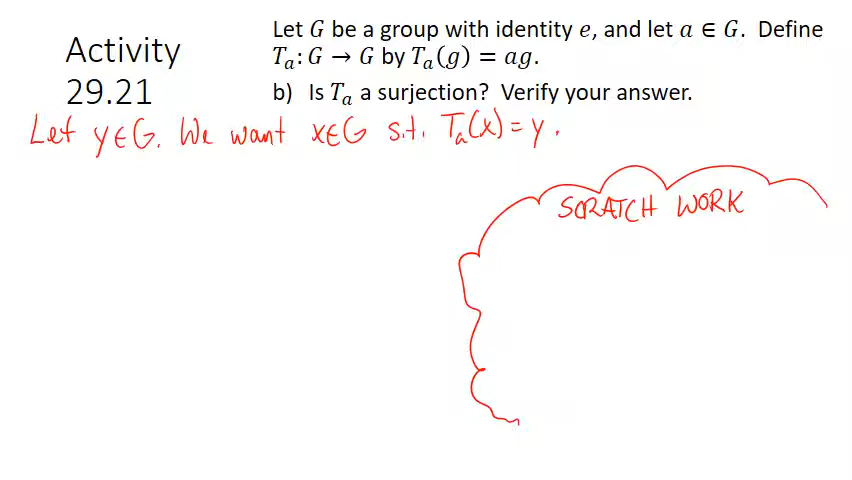 Activity
29.21
Let G be a group with identity e, and let a ∈ G. Define
Tₐ: G → G by Tₐ(g) = ag.
b) Is Tₐ a surjection? Verify your answer.
Let y∈G. We want x∈G s.t. Tₐ(x)=y.
SCRATCH WORK